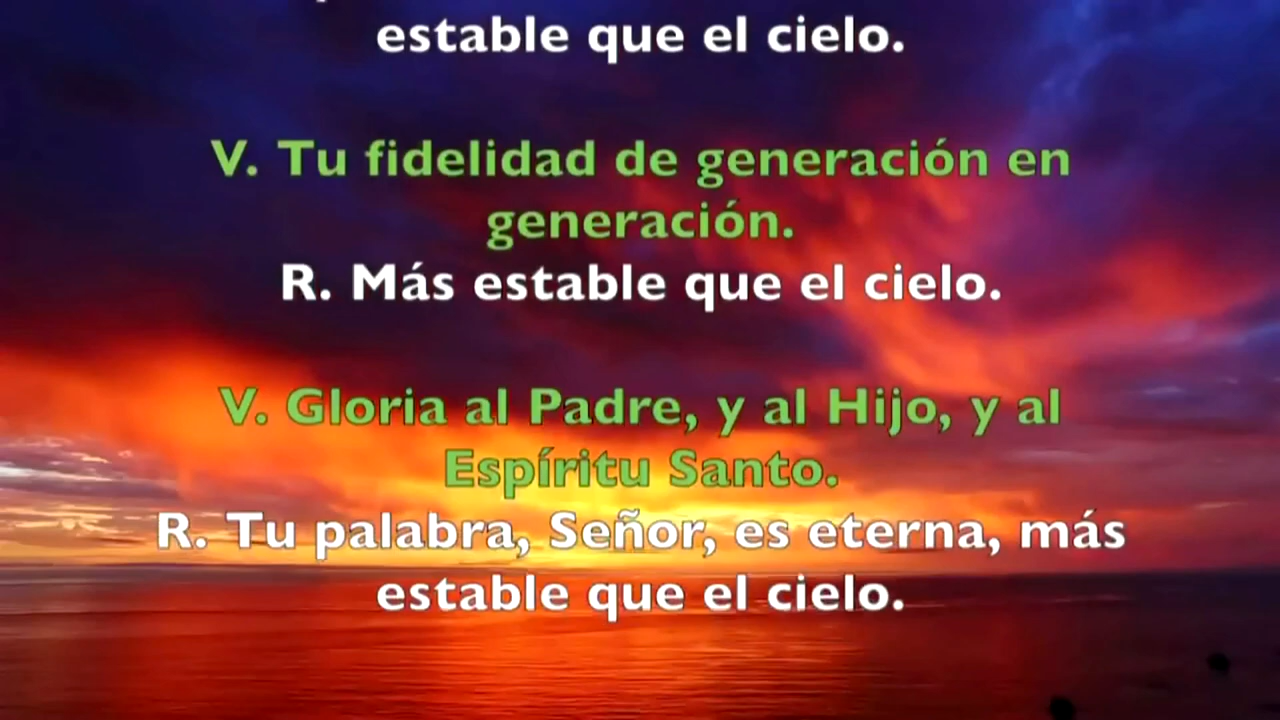 estable que el cielo.
V. Tu fidelidad de generación en
generación.
R. Más estable que el cielo.
V. Gloria al Padre, y al Hijo, y al
Espíritu Santo.
R. Tu palabra, Señor, es eterna, más
estable que el cielo.